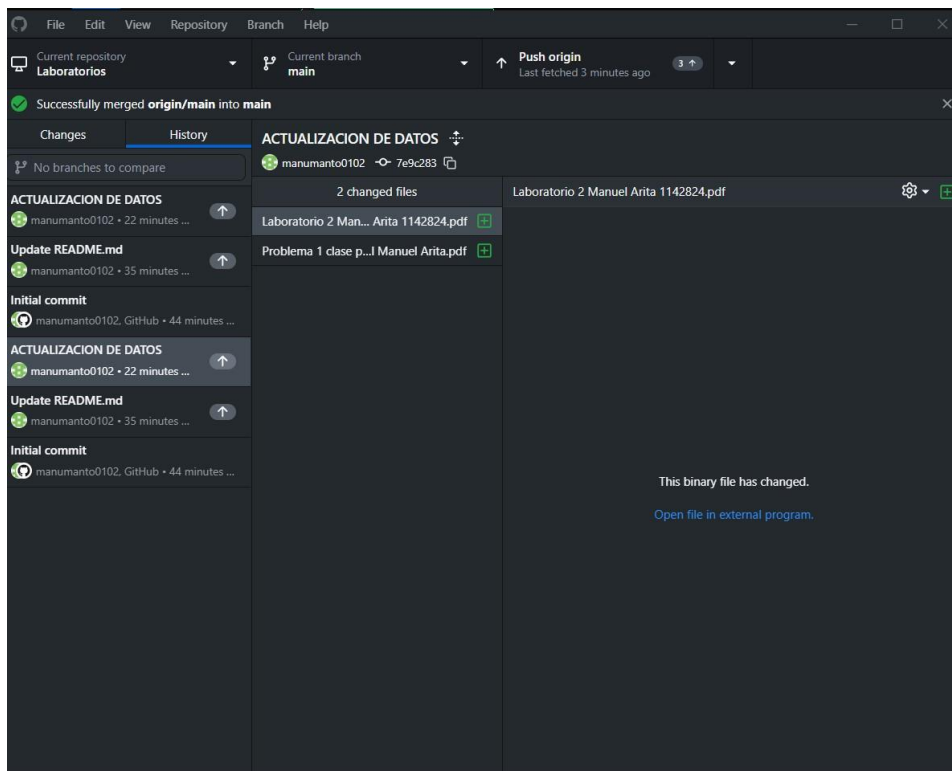 File Edit View Repository Branch Help
Current repository
Laboratorios
Current branch
main
Push origin
Last fetched 3 minutes ago
3
Successfully merged origin/main into main
Changes
History
No branches to compare
ACTUALIZACION DE DATOS
manumanto0102 • 22 minutes ...
Update README.md
manumanto0102 • 35 minutes ...
Initial commit
manumanto0102, GitHub • 44 minutes ...
ACTUALIZACION DE DATOS
manumanto0102 • 22 minutes ...
Update README.md
manumanto0102 • 35 minutes ...
Initial commit
manumanto0102, GitHub • 44 minutes ...
ACTUALIZACION DE DATOS
manumanto0102 7e9c283
2 changed files
Laboratorio 2 Man... Arita 1142824.pdf
Problema 1 clase p...l Manuel Arita.pdf
Laboratorio 2 Manuel Arita 1142824.pdf
This binary file has changed.
Open file in external program.